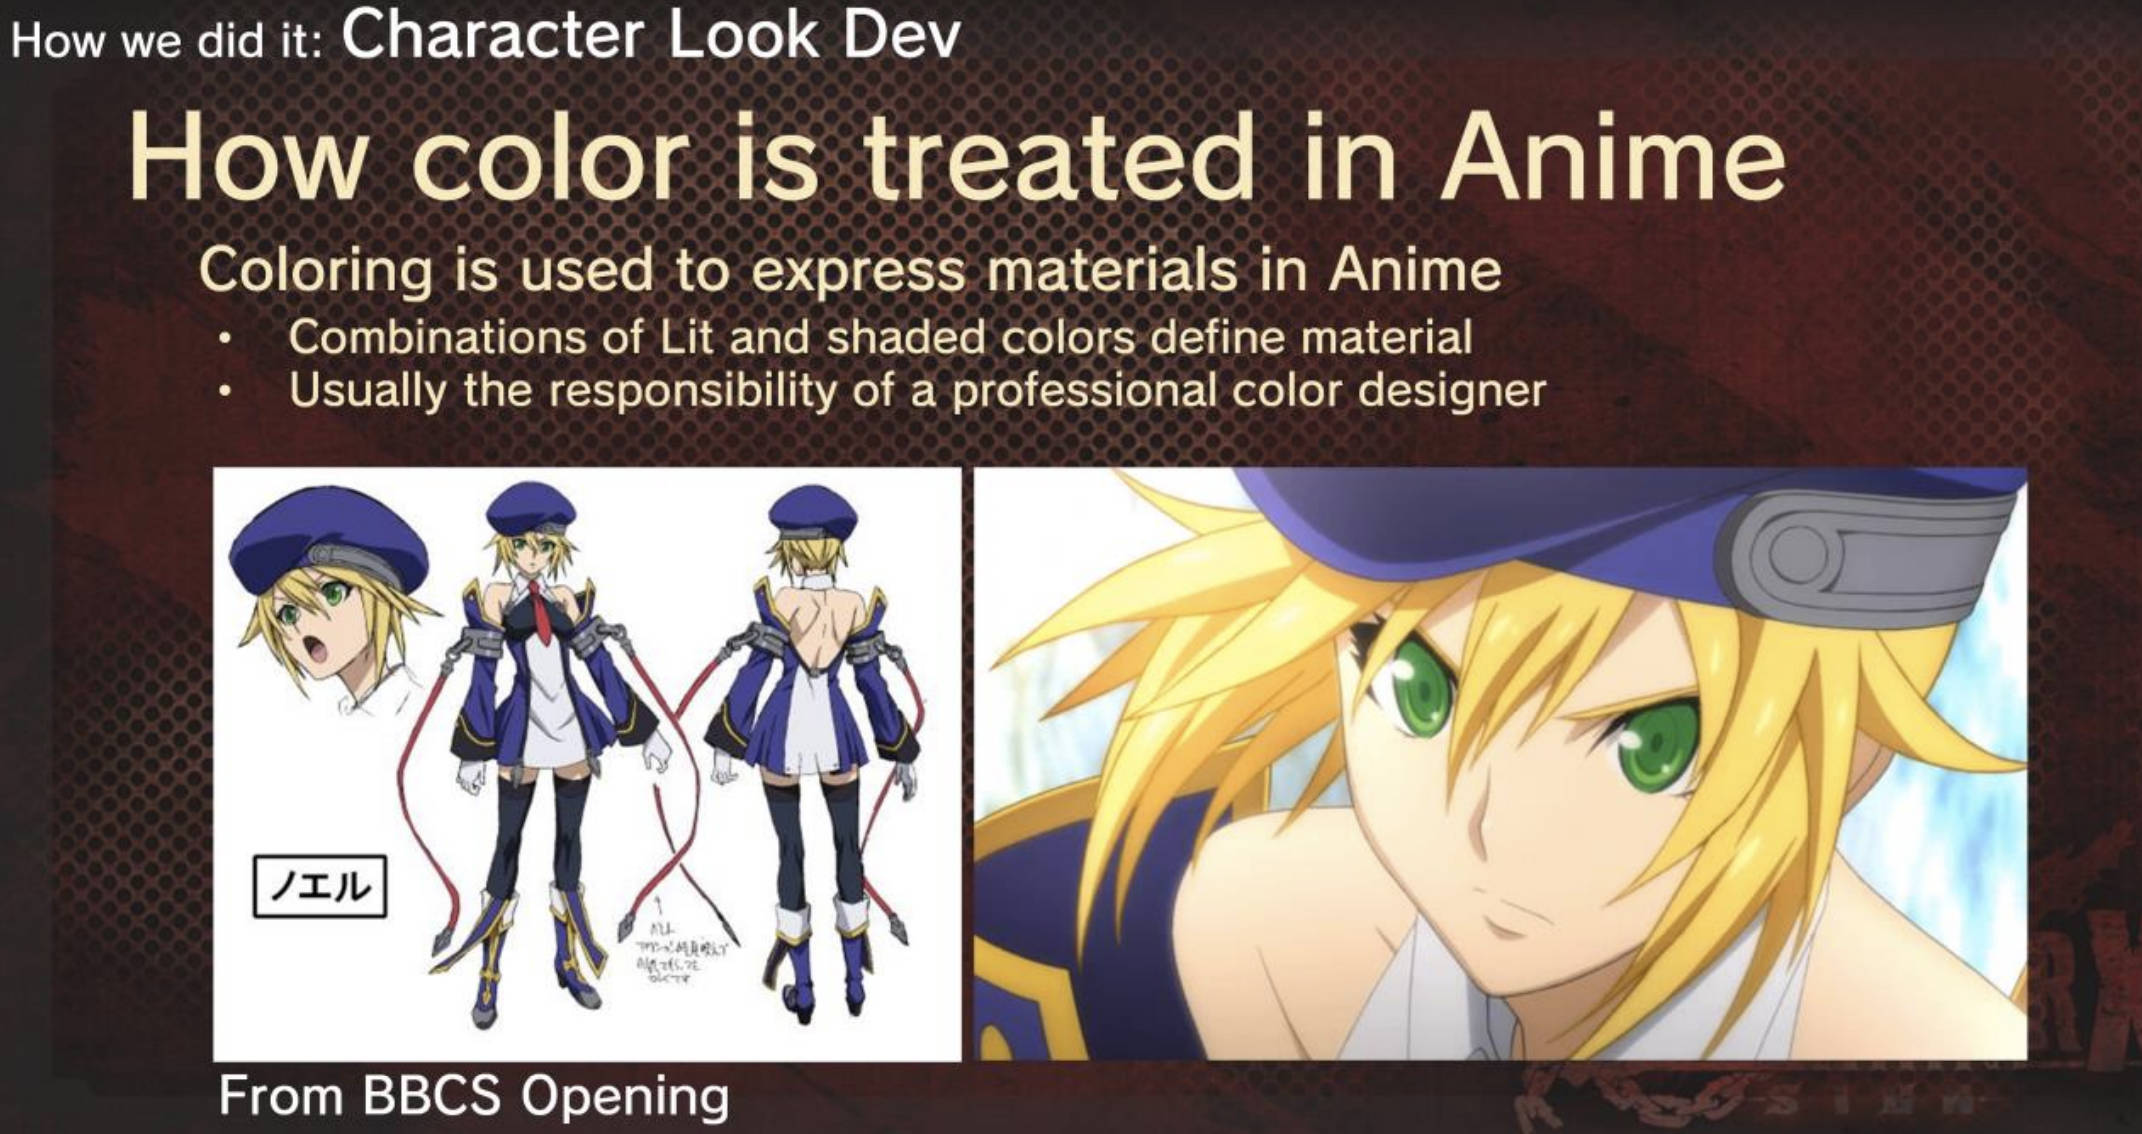 How we did it: Character Look Dev
How color is treated in Anime
Coloring is used to express materials in Anime
• Combinations of Lit and shaded colors define material
• Usually the responsibility of a professional color designer
ノエル
From BBCS Opening
SIGN